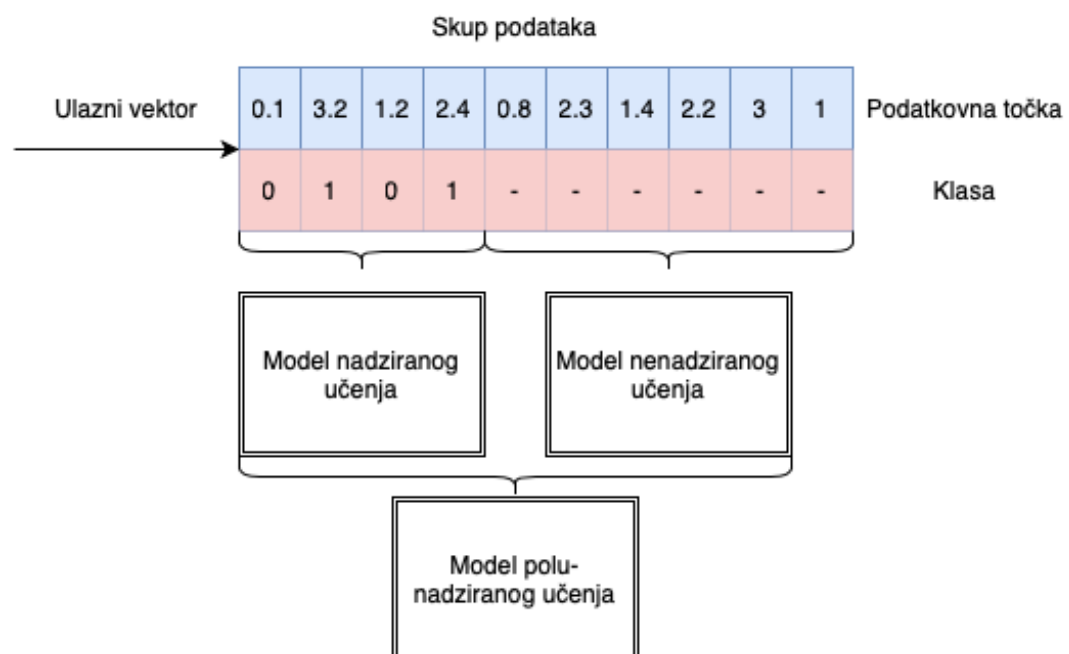 Skup podataka
Ulazni vektor 0.1 3.2 1.2 2.4 0.8 2.3 1.4 2.2 3 1 Podatkovna točka
0 1 0 1 - - - - - - Klasa
Model nadziranog
učenja
Model nenadziranog
učenja
Model polu-
nadziranog učenja